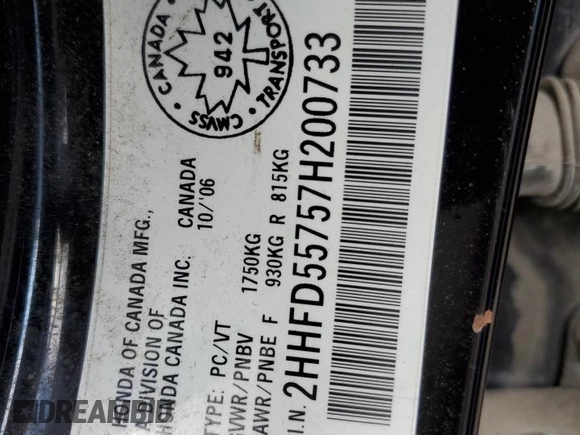 HONDA OF CANADA MFG.,
DIVISION OF
HONDA CANADA INC. CANADA
10/'06
TYPE: PC/VT
GVWR/PNBV 1750KG
GAWR/PNBE F 930KG R 815KG
V.I.N. 2HHFD55757H200733
CANADA
942
CMVSS
TRANSPORT
DREAMBID